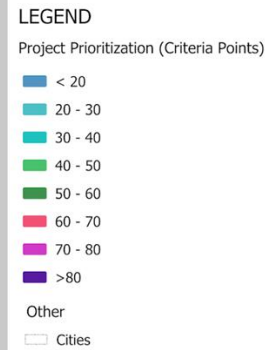 LEGEND
Project Prioritization (Criteria Points)
< 20
20 - 30
30 - 40
40 - 50
50 - 60
60 - 70
70 - 80
>80
Other
Cities